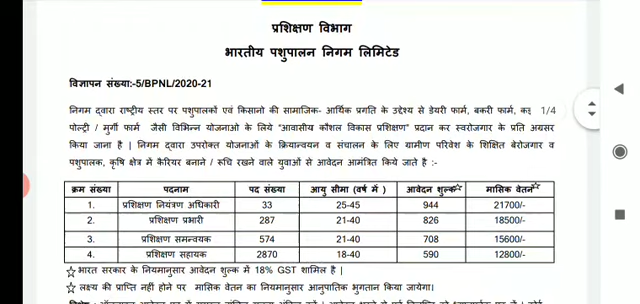 प्रशिक्षण विभाग
भारतीय पशुपालन निगम लिमिटेड
विज्ञापन संख्या:-5/BPNL/2020-21
निगम द्वारा राष्ट्रीय स्तर पर पशुपालकों एवं किसानो की सामाजिक- आर्थिक प्रगति के उद्देश्य से डेयरी फार्म, बकरी फार्म, 1/4
पोल्ट्री / मुर्गी फार्म जैसी विभिन्न योजनाओ के लिये "आवासीय कौशल विकास प्रशिक्षण" प्रदान कर स्वरोजगार के प्रति अग्रसर
किया जाना है | निगम द्वारा उपरोक्त योजनाओ के क्रियान्वयन व संचालन के लिए ग्रामीण परिवेश के शिक्षित बेरोजगार व
पशुपालक, कृषि क्षेत्र में कैरियर बनाने / रूचि रखने वाले युवाओं से आवेदन आमंत्रित किये जाते है :-
क्रम संख्या पदनाम पद संख्या आयु सीमा (वर्ष में ) आवेदन शुल्क☆ मासिक वेतन☆
1. प्रशिक्षण नियंत्रण अधिकारी 33 25-45 944 21700/-
2. प्रशिक्षण प्रभारी 287 21-40 826 18500/-
3. प्रशिक्षण समन्वयक 574 21-40 708 15600/-
4. प्रशिक्षण सहायक 2870 18-40 590 12800/-
☆ भारत सरकार के नियमानुसार आवेदन शुल्क में 18% GST शामिल है |
☆ लक्ष्य की प्राप्ति नहीं होने पर मासिक वेतन का नियमानुसार आनुपातिक भुगतान किया जायेगा।